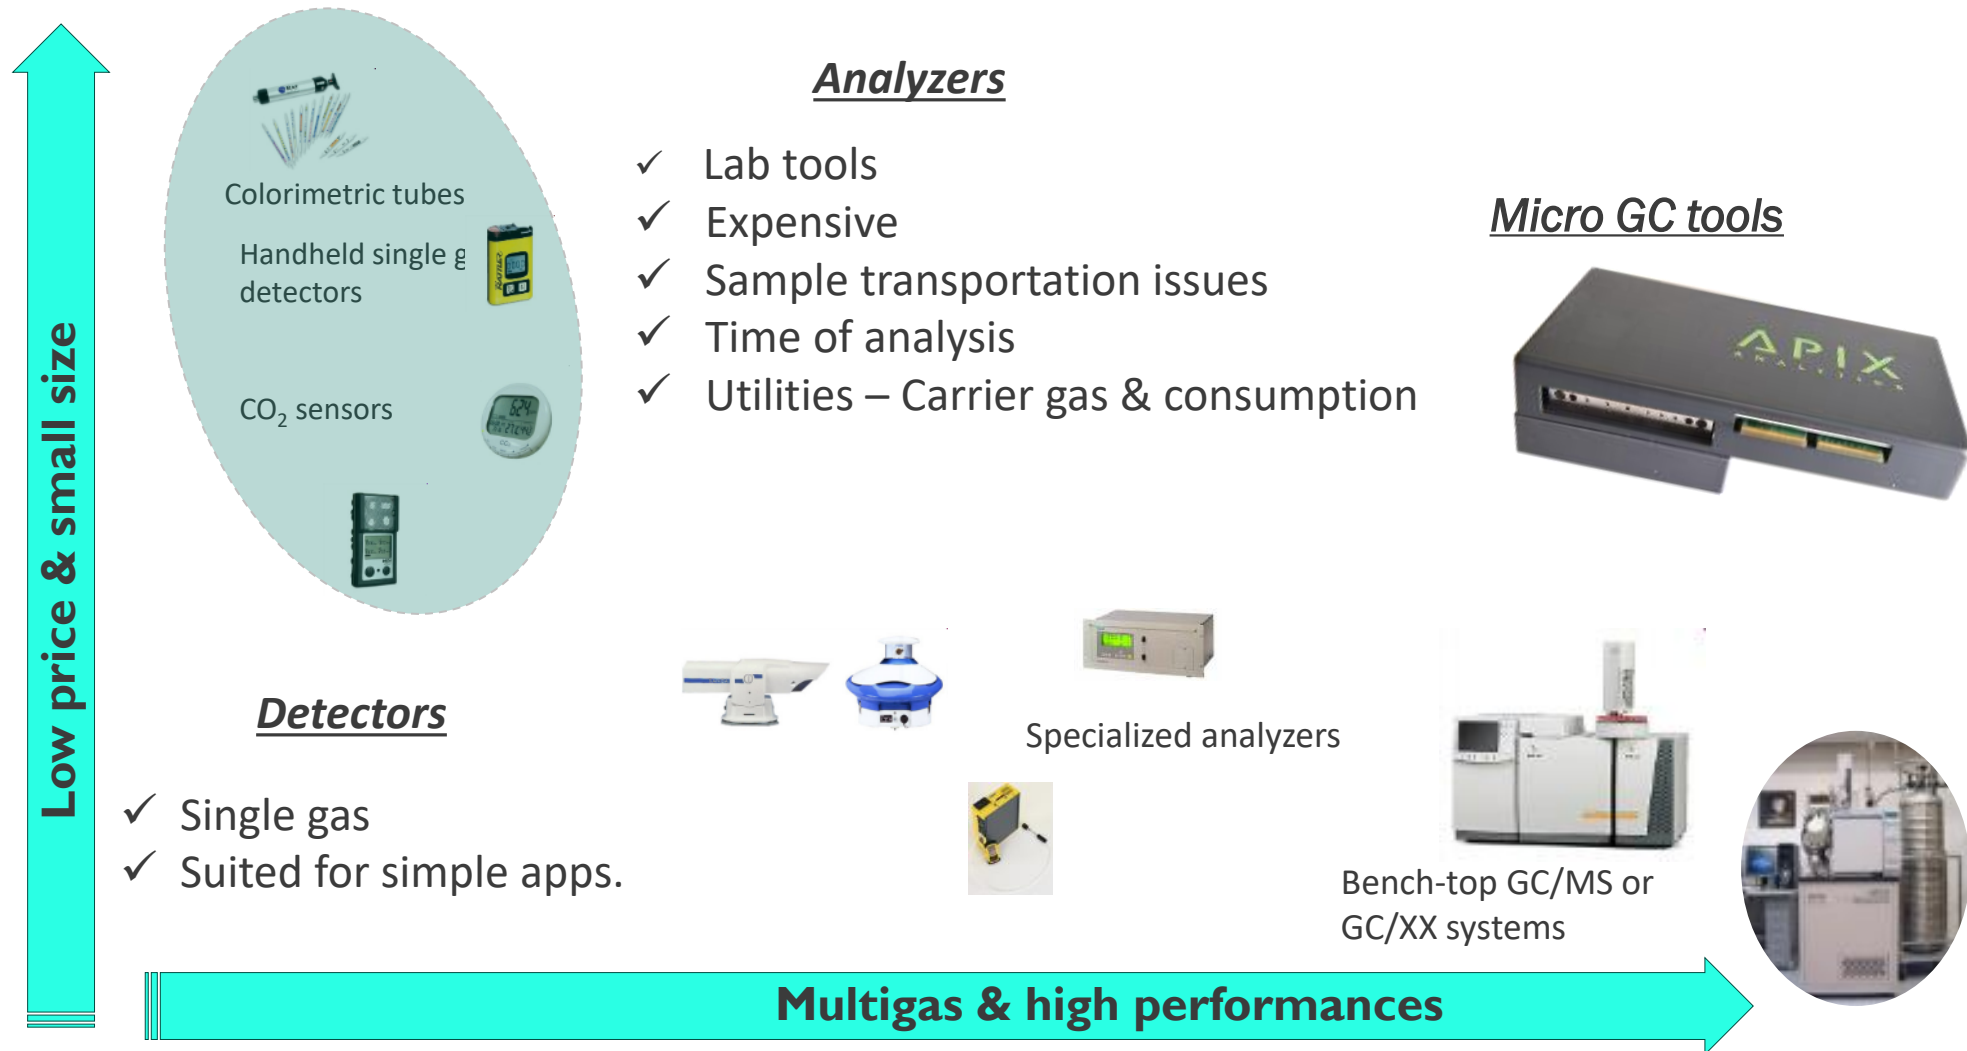 Analyzers
✓ Lab tools
✓ Expensive
✓ Sample transportation issues
✓ Time of analysis
✓ Utilities – Carrier gas & consumption
Colorimetric tubes
Handheld single g
detectors
CO₂ sensors
624
Micro GC tools
APIX
ANALYTICS
Low price & small size
Detectors
✓ Single gas
✓ Suited for simple apps.
Specialized analyzers
Bench-top GC/MS or
GC/XX systems
Multigas & high performances